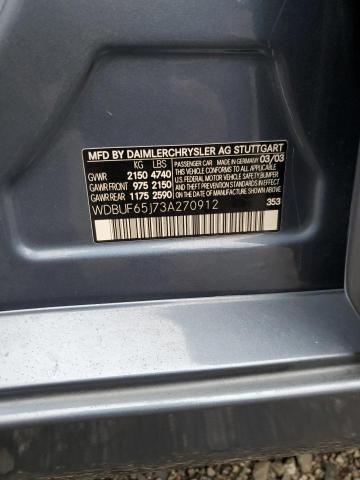 MFD BY DAIMLERCHRYSLER AG STUTTGART
KG LBS
GVWR 2150 4740
GAWR FRONT 975 2150
GAWR REAR 1175 2590
PASSENGER CAR MADE IN GERMANY 03/03
THIS VEHICLE CONFORMS TO ALL APPLICABLE
U.S. FEDERAL MOTOR VEHICLE SAFETY, BUMPER
AND THEFT PREVENTION STANDARDS IN
EFFECT ON THE DATE OF MANUFACTURE
SHOWN ABOVE.
WDBUF65J73A270912
353